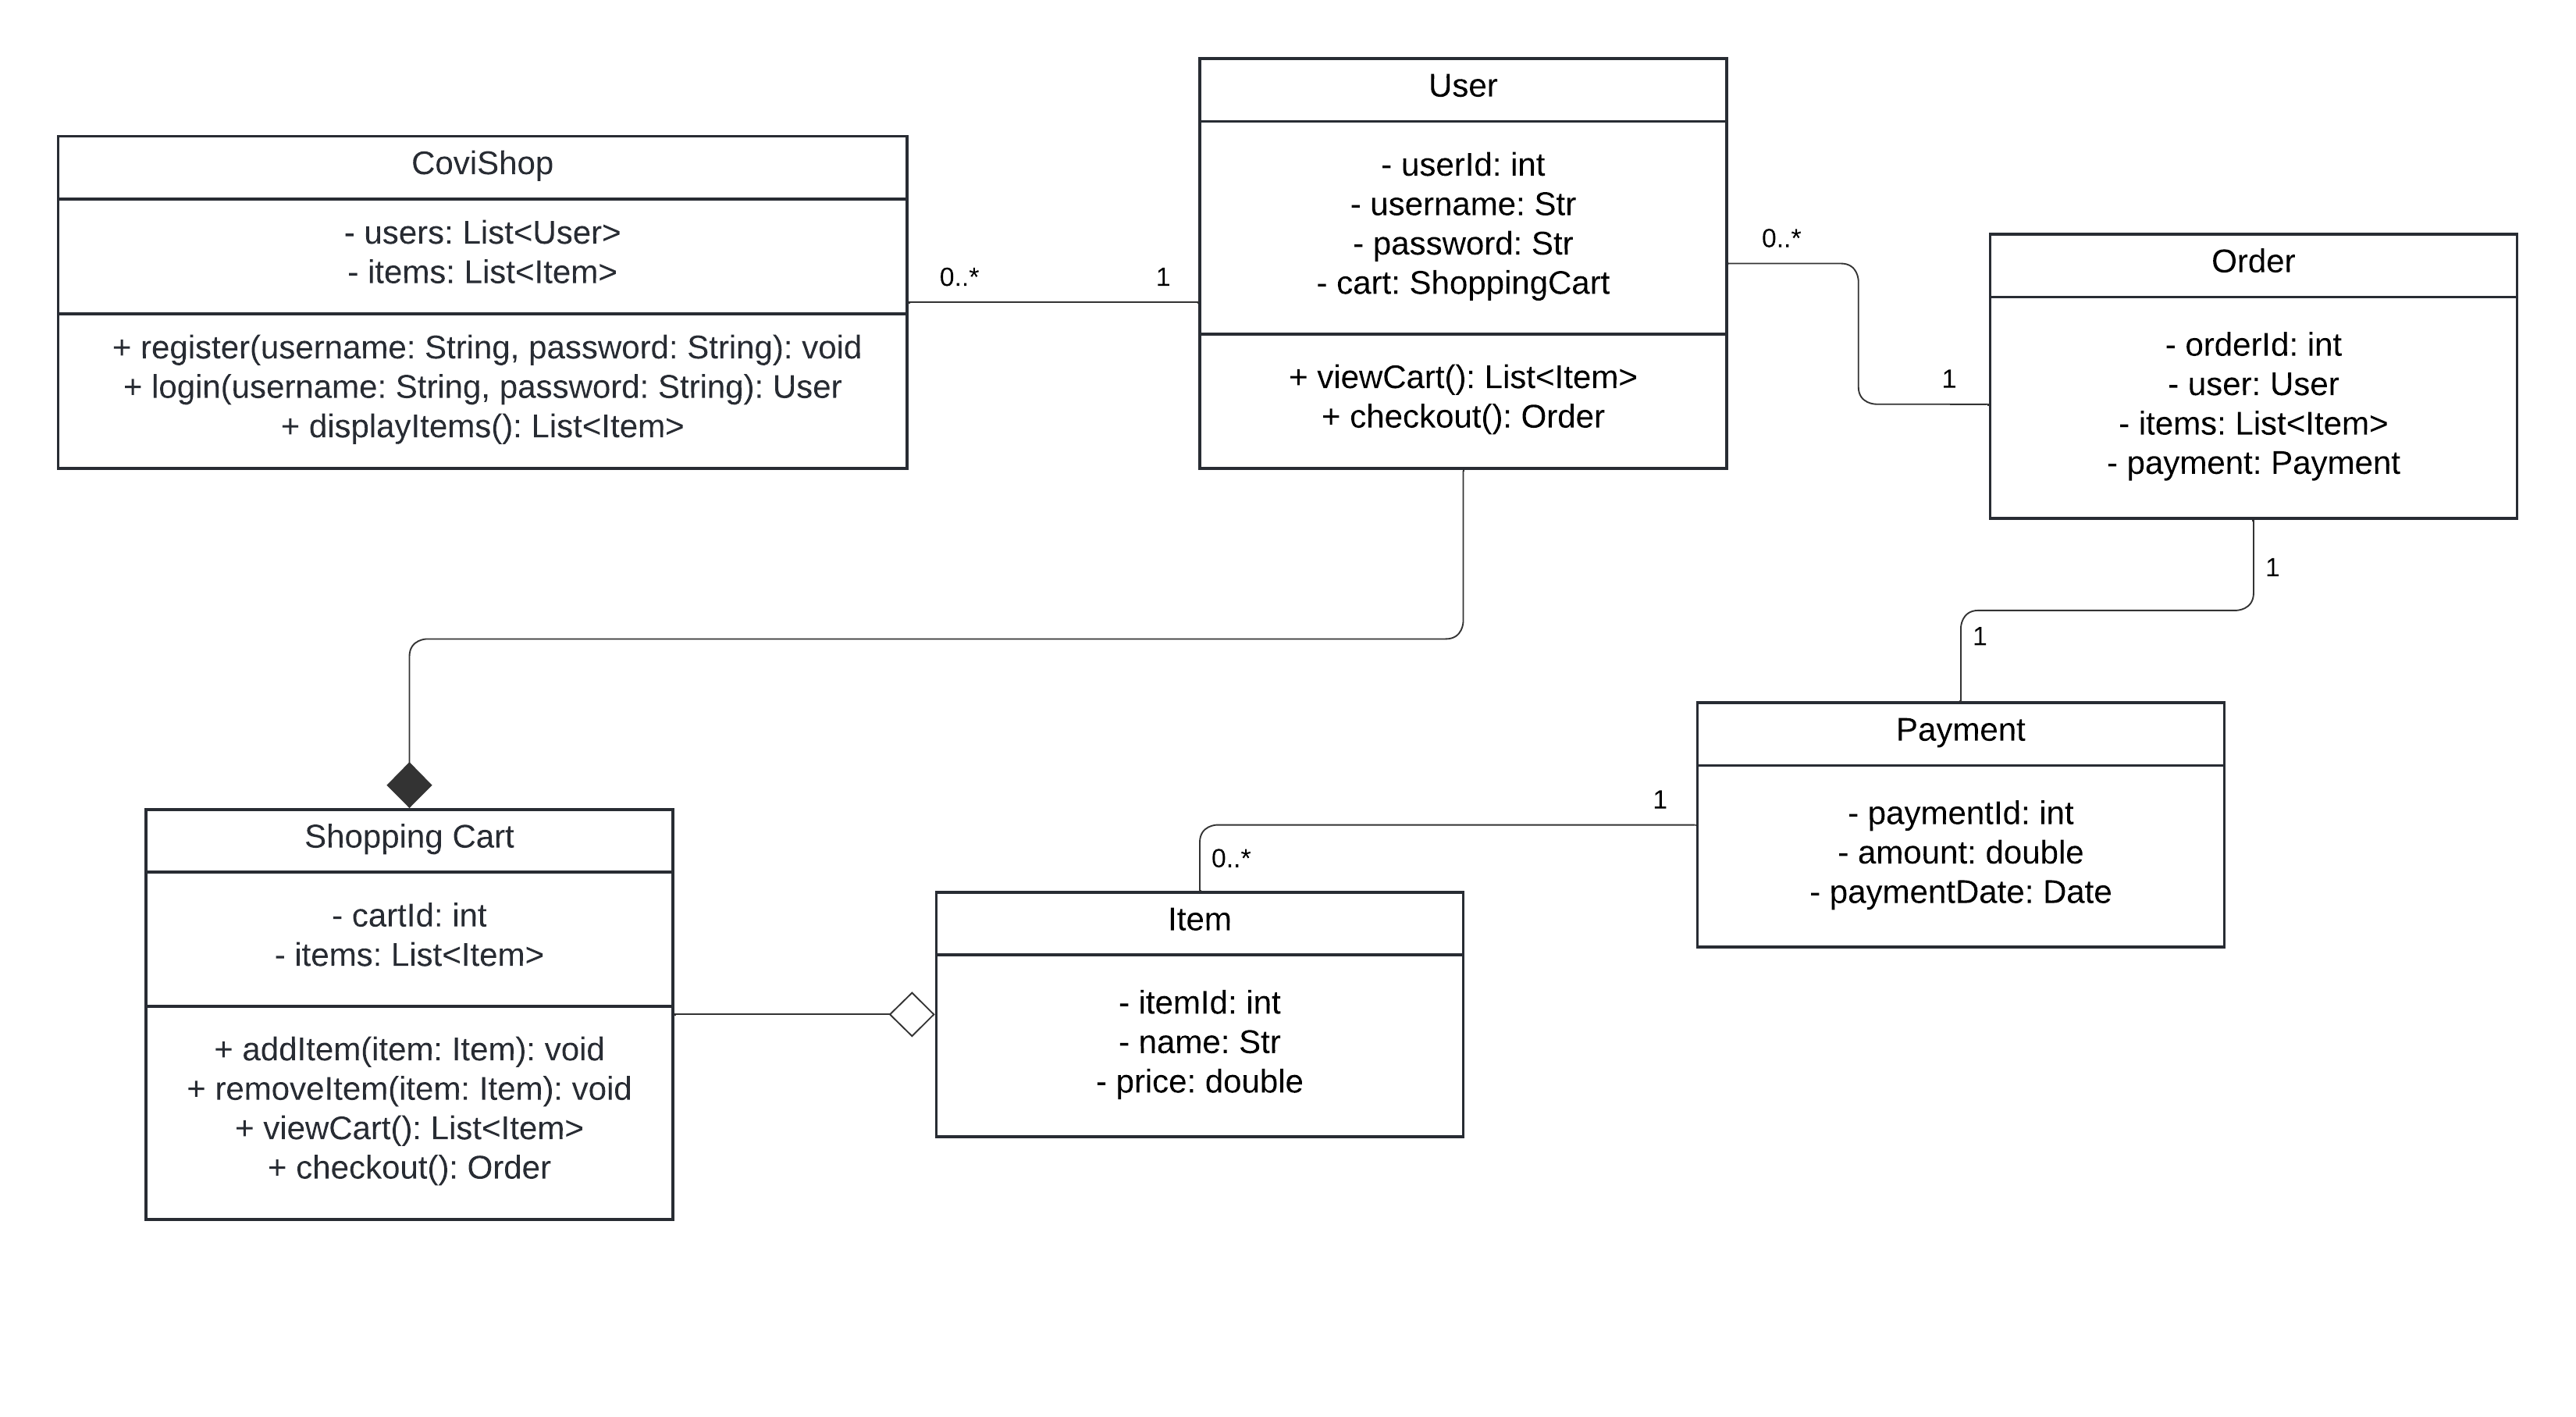 CoviShop
- users: List<User>
- items: List<Item>
+ register(username: String, password: String): void
+ login(username: String, password: String): User
+ displayItems(): List<Item>
0..*
1
User
- userId: int
- username: Str
- password: Str
- cart: ShoppingCart
+ viewCart(): List<Item>
+ checkout(): Order
0..*
1
Order
- orderId: int
- user: User
- items: List<Item>
- payment: Payment
1
1
Payment
- paymentId: int
- amount: double
- paymentDate: Date
1
0..*
Shopping Cart
- cartId: int
- items: List<Item>
+ addItem(item: Item): void
+ removeItem(item: Item): void
+ viewCart(): List<Item>
+ checkout(): Order
Item
- itemId: int
- name: Str
- price: double